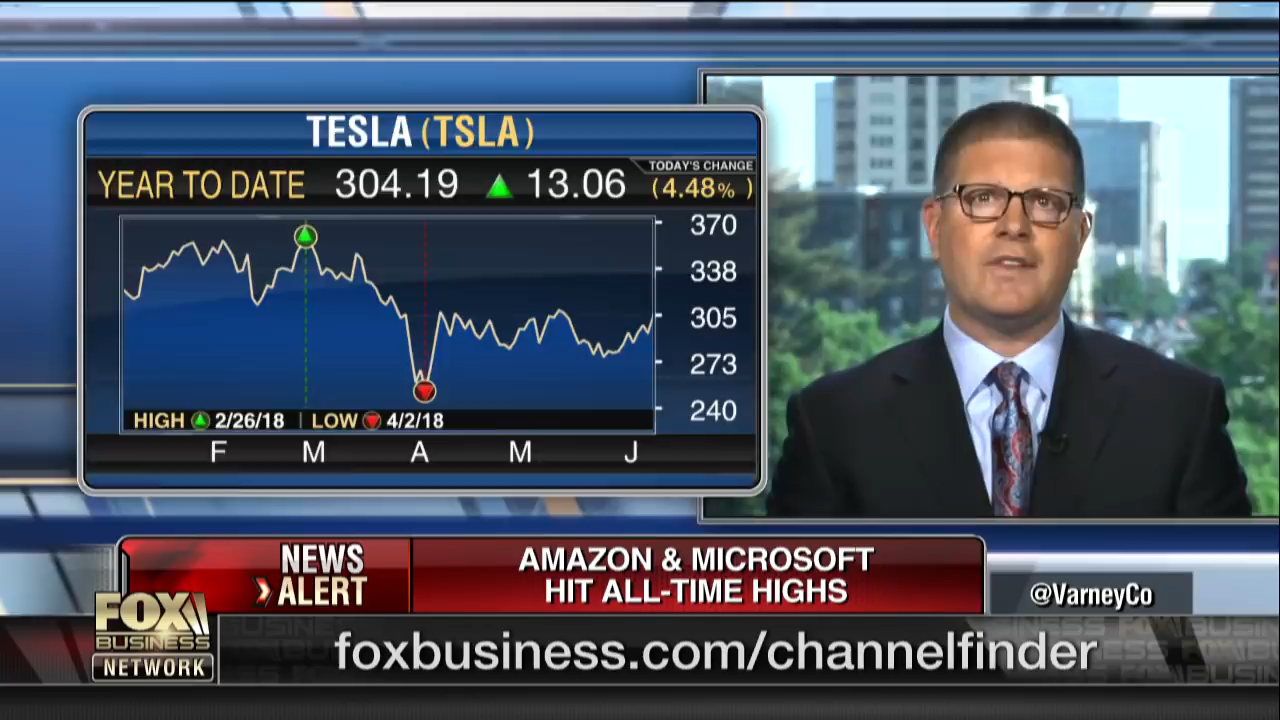 TESLA (TSLA)
YEAR TO DATE 304.19 13.06 TODAY'S CHANGE (4.48%)
370
338
305
273
240
HIGH 2/26/18 | LOW 4/2/18
F M A M J
NEWS ALERT
AMAZON & MICROSOFT
HIT ALL-TIME HIGHS
@VarneyCo
FOX
BUSINESS
NETWORK
foxbusiness.com/channelfinder